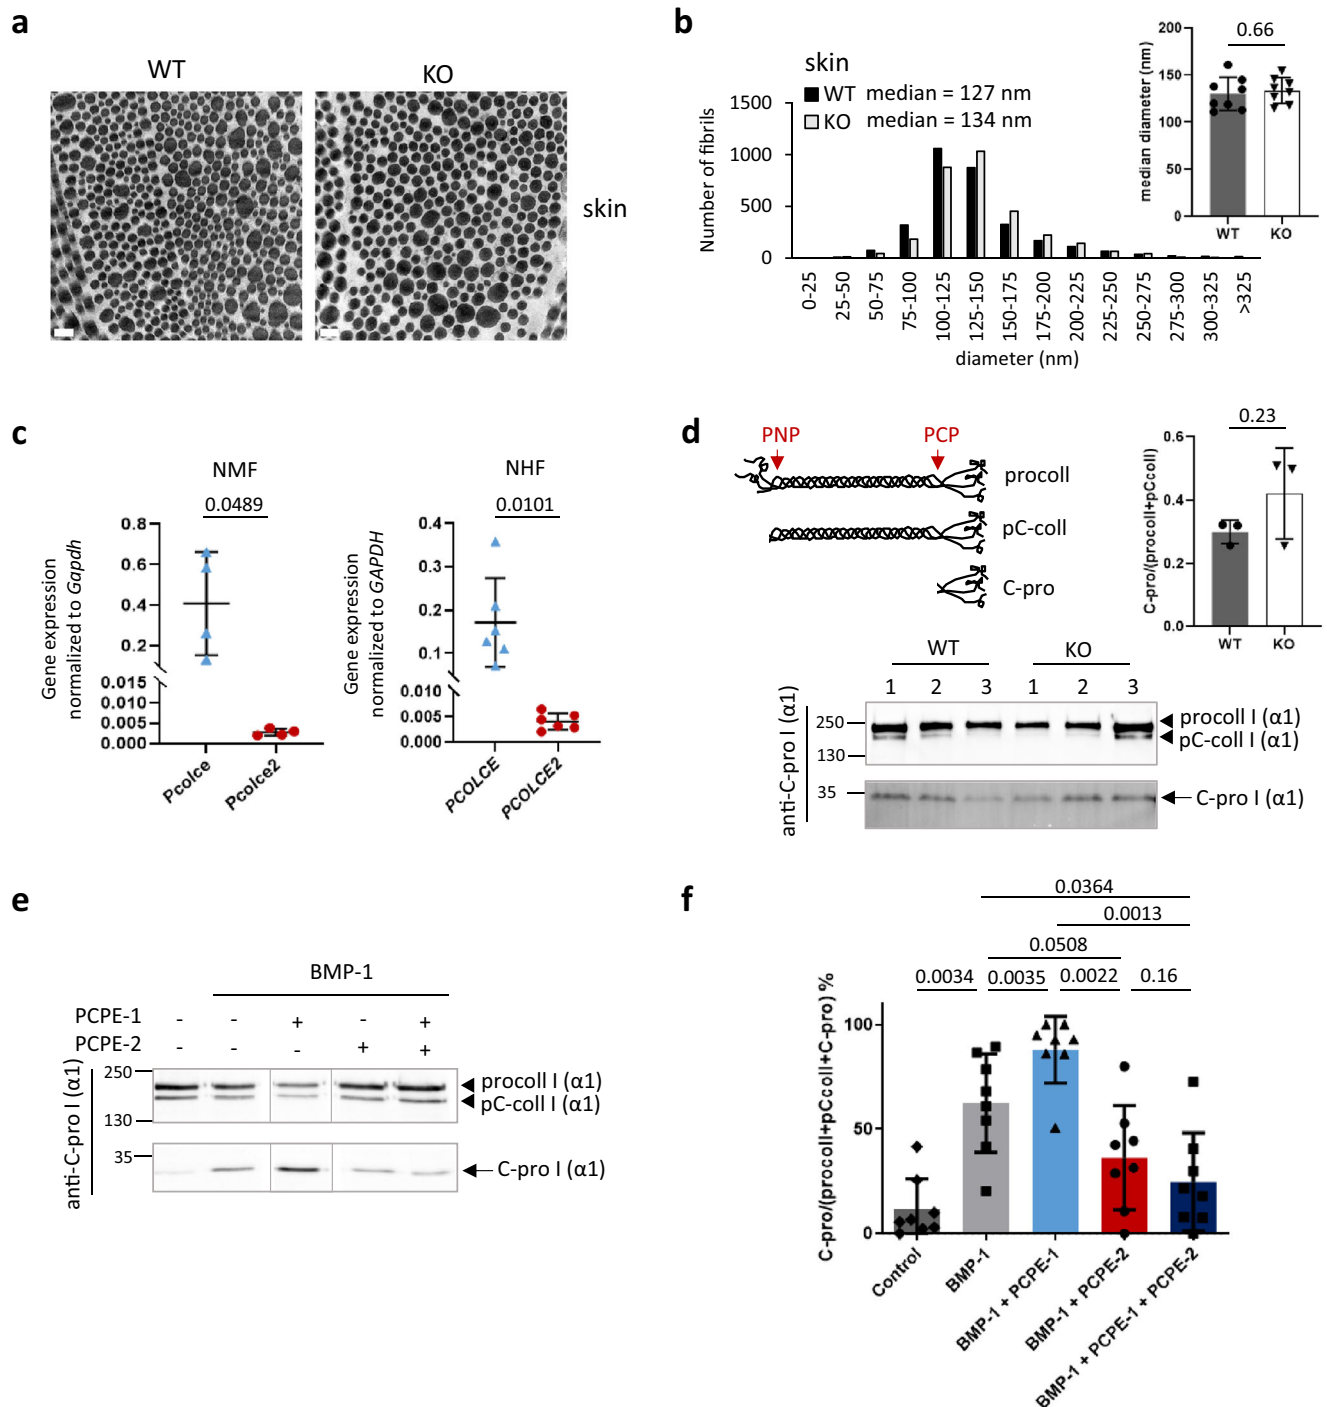 a
WT
KO
skin
b
skin
WT median = 127 nm
KO median = 134 nm
Number of fibrils
1500
1000
500
0
0-25
25-50
50-75
75-100
100-125
125-150
150-175
175-200
200-225
225-250
250-275
275-300
300-325
>325
diameter (nm)
0.66
median diameter (nm)
200
150
100
50
0
WT
KO
c
NMF
0.0489
Gene expression
normalized to Gapdh
0.8
0.6
0.4
0.2
0.015
0.010
0.005
0.000
Pcolce
Pcolce2
NHF
0.0101
Gene expression
normalized to GAPDH
0.4
0.3
0.2
0.1
0.010
0.005
0.000
PCOLCE
PCOLCE2
d
PNP
PCP
procoll
pC-coll
C-pro
0.23
C-pro/(procoll+pCcoll)
0.6
0.4
0.2
0.0
WT
KO
WT
KO
1 2 3 1 2 3
anti-C-pro I (α1)
250
130
35
procoll I (α1)
pC-coll I (α1)
C-pro I (α1)
e
BMP-1
PCPE-1 - - + - +
PCPE-2 - - - + +
anti-C-pro I (α1)
250
130
35
procoll I (α1)
pC-coll I (α1)
C-pro I (α1)
f
0.0364
0.0013
0.0508
0.0034 0.0035 0.0022 0.16
C-pro/(procoll+pCcoll+C-pro) %
100
50
0
Control
BMP-1
BMP-1 + PCPE-1
BMP-1 + PCPE-2
BMP-1 + PCPE-1 + PCPE-2